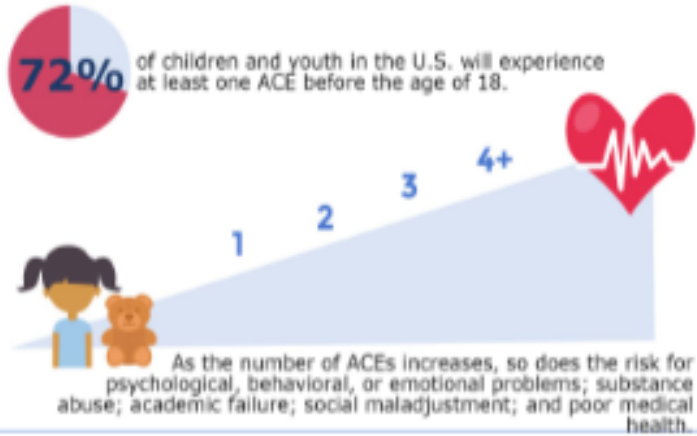 72%
of children and youth in the U.S. will experience
at least one ACE before the age of 18.
4+
3
2
1
As the number of ACEs increases, so does the risk for
psychological, behavioral, or emotional problems; substance
abuse; academic failure; social maladjustment; and poor medical
health.